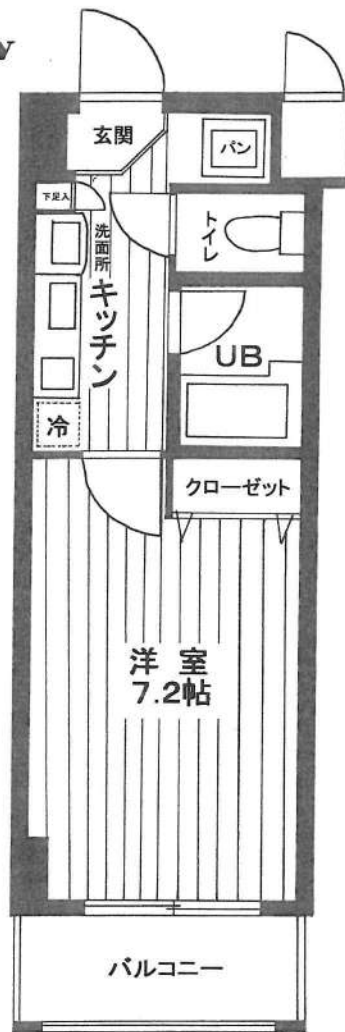 y
玄関
パン
下足入
トイレ
洗面所
キッチン
UB
冷
クローゼット
洋室
7.2帖
バルコニー